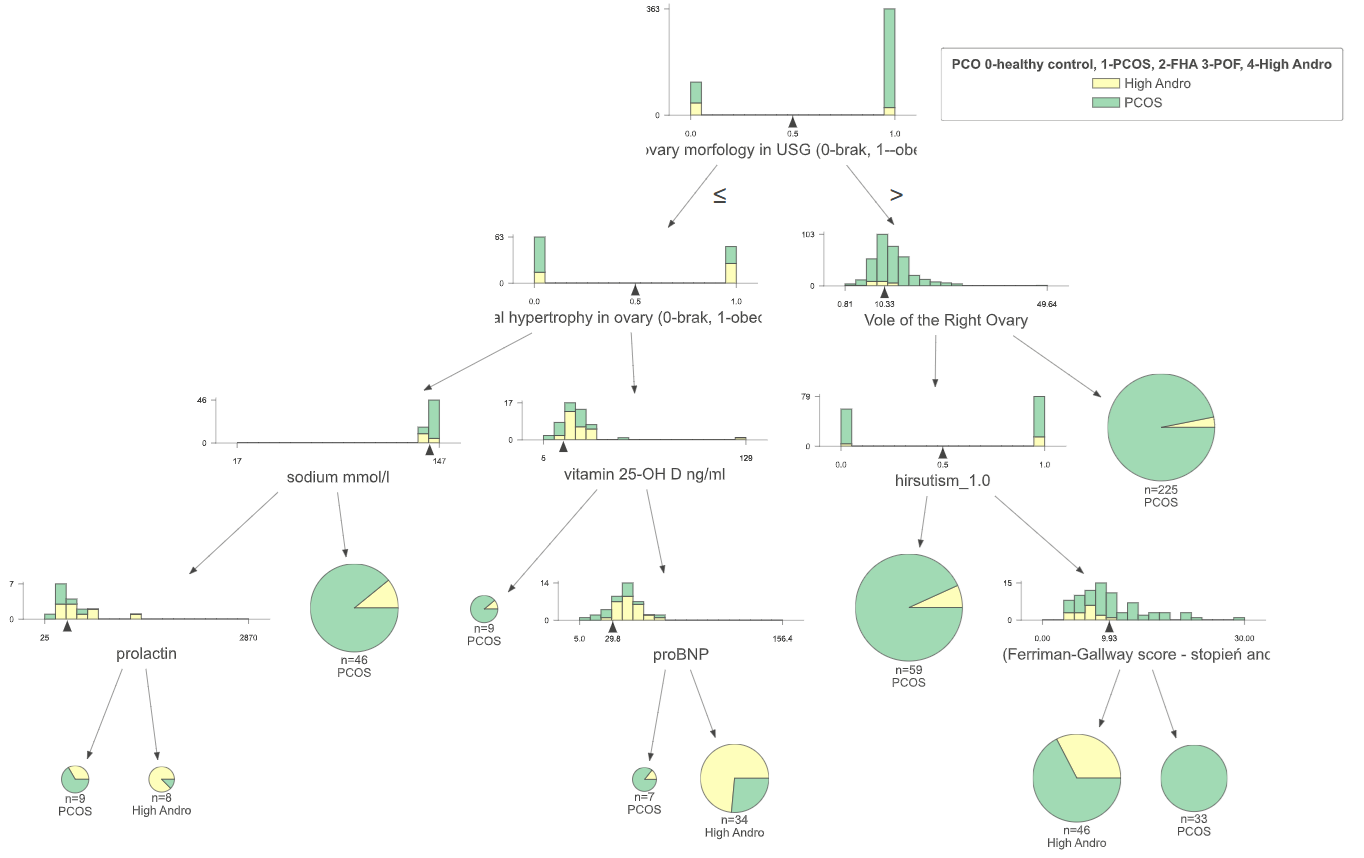 363
0
0.0
0.5
1.0
ovary morfology in USG (0-brak, 1--obe
PCO 0-healthy control, 1-PCOS, 2-FHA 3-POF, 4-High Andro
High Andro
PCOS
≤
>
63
0
0.0
0.5
1.0
al hypertrophy in ovary (0-brak, 1-obec
103
0
0.81
10.33
49.64
Vole of the Right Ovary
46
0
17
147
sodium mmol/l
17
0
5
129
vitamin 25-OH D ng/ml
79
0
0.0
0.5
1.0
hirsutism_1.0
n=225
PCOS
7
0
25
2870
prolactin
n=46
PCOS
n=9
PCOS
14
0
5.0
29.8
156.4
proBNP
n=59
PCOS
15
0
0.00
9.93
30.00
(Ferriman-Gallway score - stopień anc
n=9
PCOS
n=8
High Andro
n=7
PCOS
n=34
High Andro
n=46
High Andro
n=33
PCOS